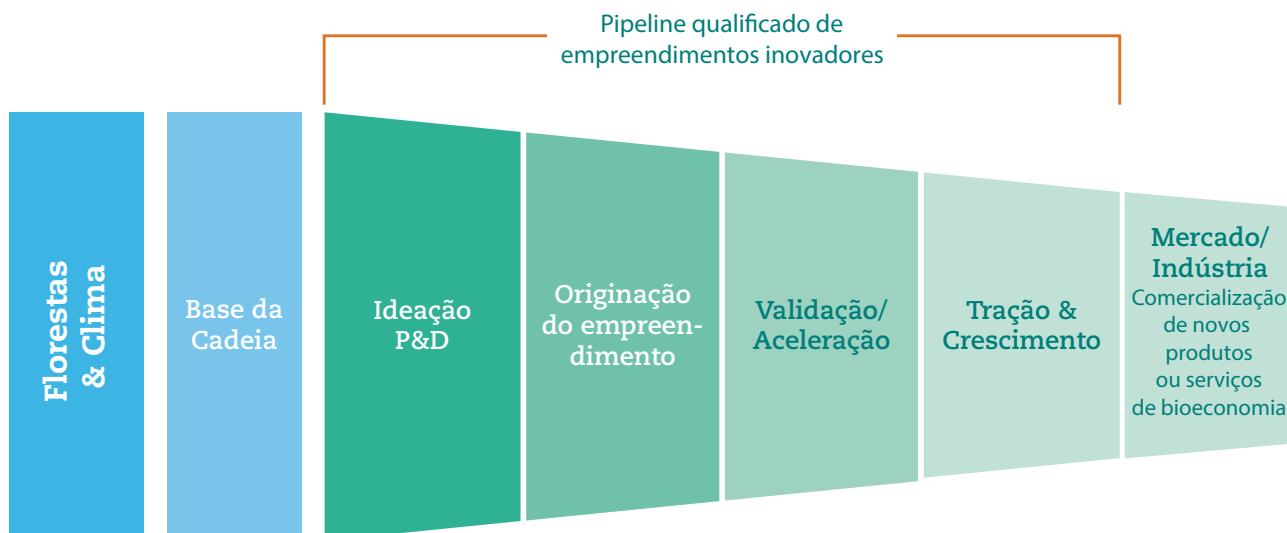 Pipeline qualificado de
empreendimentos inovadores
Florestas
& Clima
Base da
Cadeia
Ideação
P&D
Originação
do empreen-
dimento
Validação/
Aceleração
Tração &
Crescimento
Mercado/
Indústria
Comercialização
de novos
produtos
ou serviços
de bioeconomia